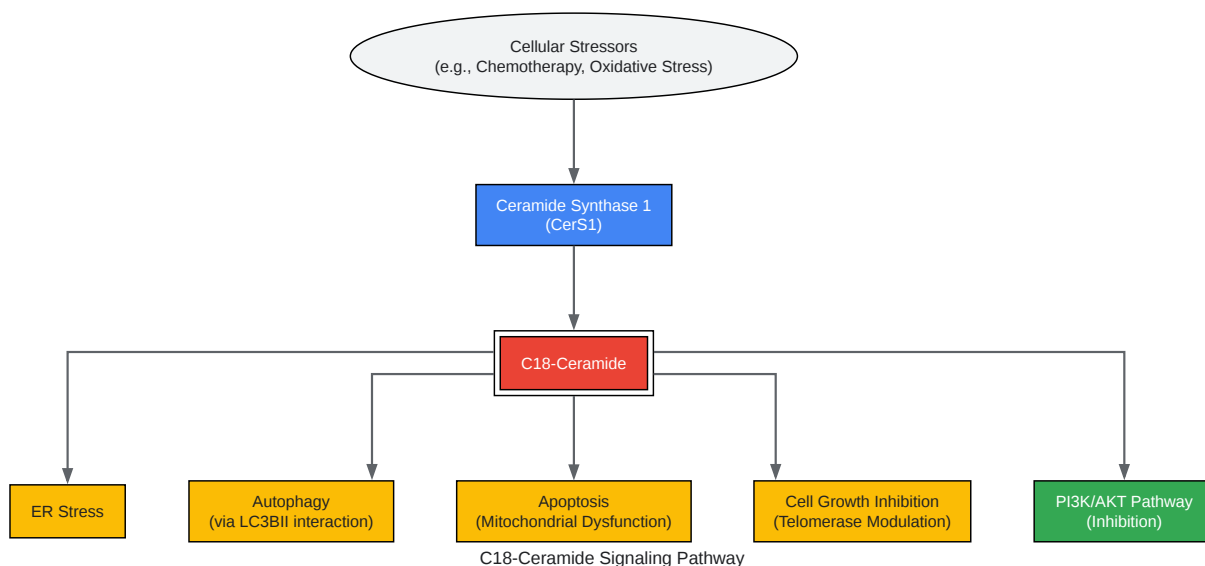 Cellular Stressors
(e.g., Chemotherapy, Oxidative Stress)
Ceramide Synthase 1
(CerS1)
C18-Ceramide
ER Stress
Autophagy
(via LC3BII interaction)
Apoptosis
(Mitochondrial Dysfunction)
Cell Growth Inhibition
(Telomerase Modulation)
PI3K/AKT Pathway
(Inhibition)
C18-Ceramide Signaling Pathway